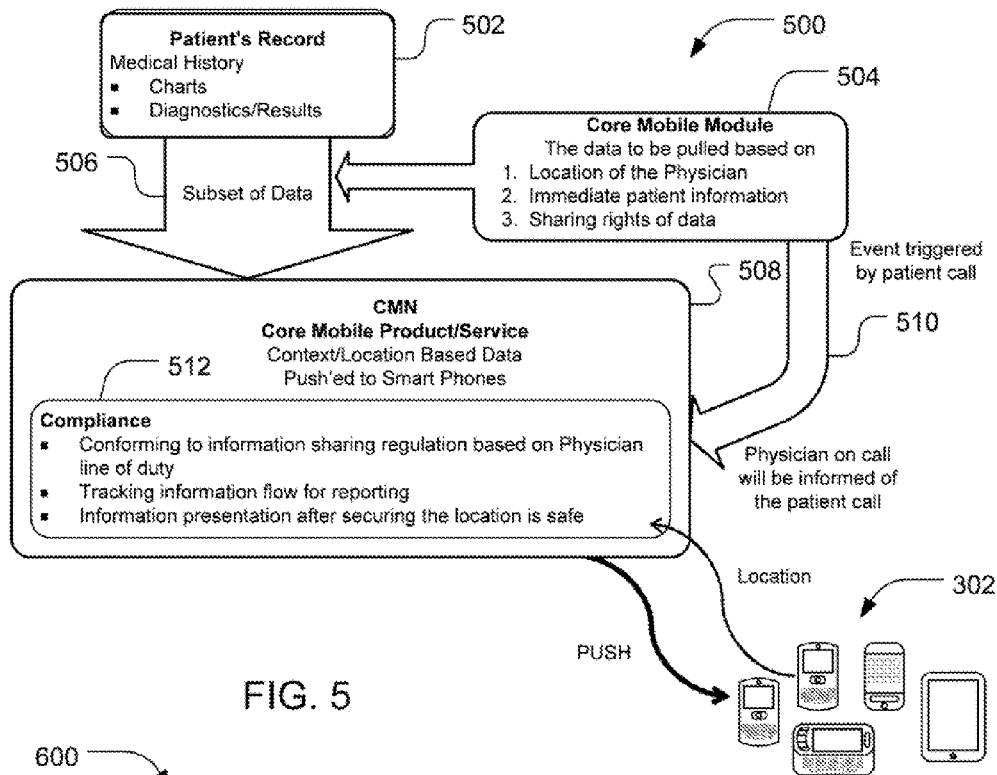 Patient's Record
Medical History
▪ Charts
▪ Diagnostics/Results
502
500
504
Core Mobile Module
The data to be pulled based on
1. Location of the Physician
2. Immediate patient information
3. Sharing rights of data
506
Subset of Data
Event triggered
by patient call
508
510
CMN
Core Mobile Product/Service
Context/Location Based Data
Push'ed to Smart Phones
512
Compliance
▪ Conforming to information sharing regulation based on Physician
line of duty
▪ Tracking information flow for reporting
▪ Information presentation after securing the location is safe
Physician on call
will be informed of
the patient call
Location
302
PUSH
FIG. 5
600